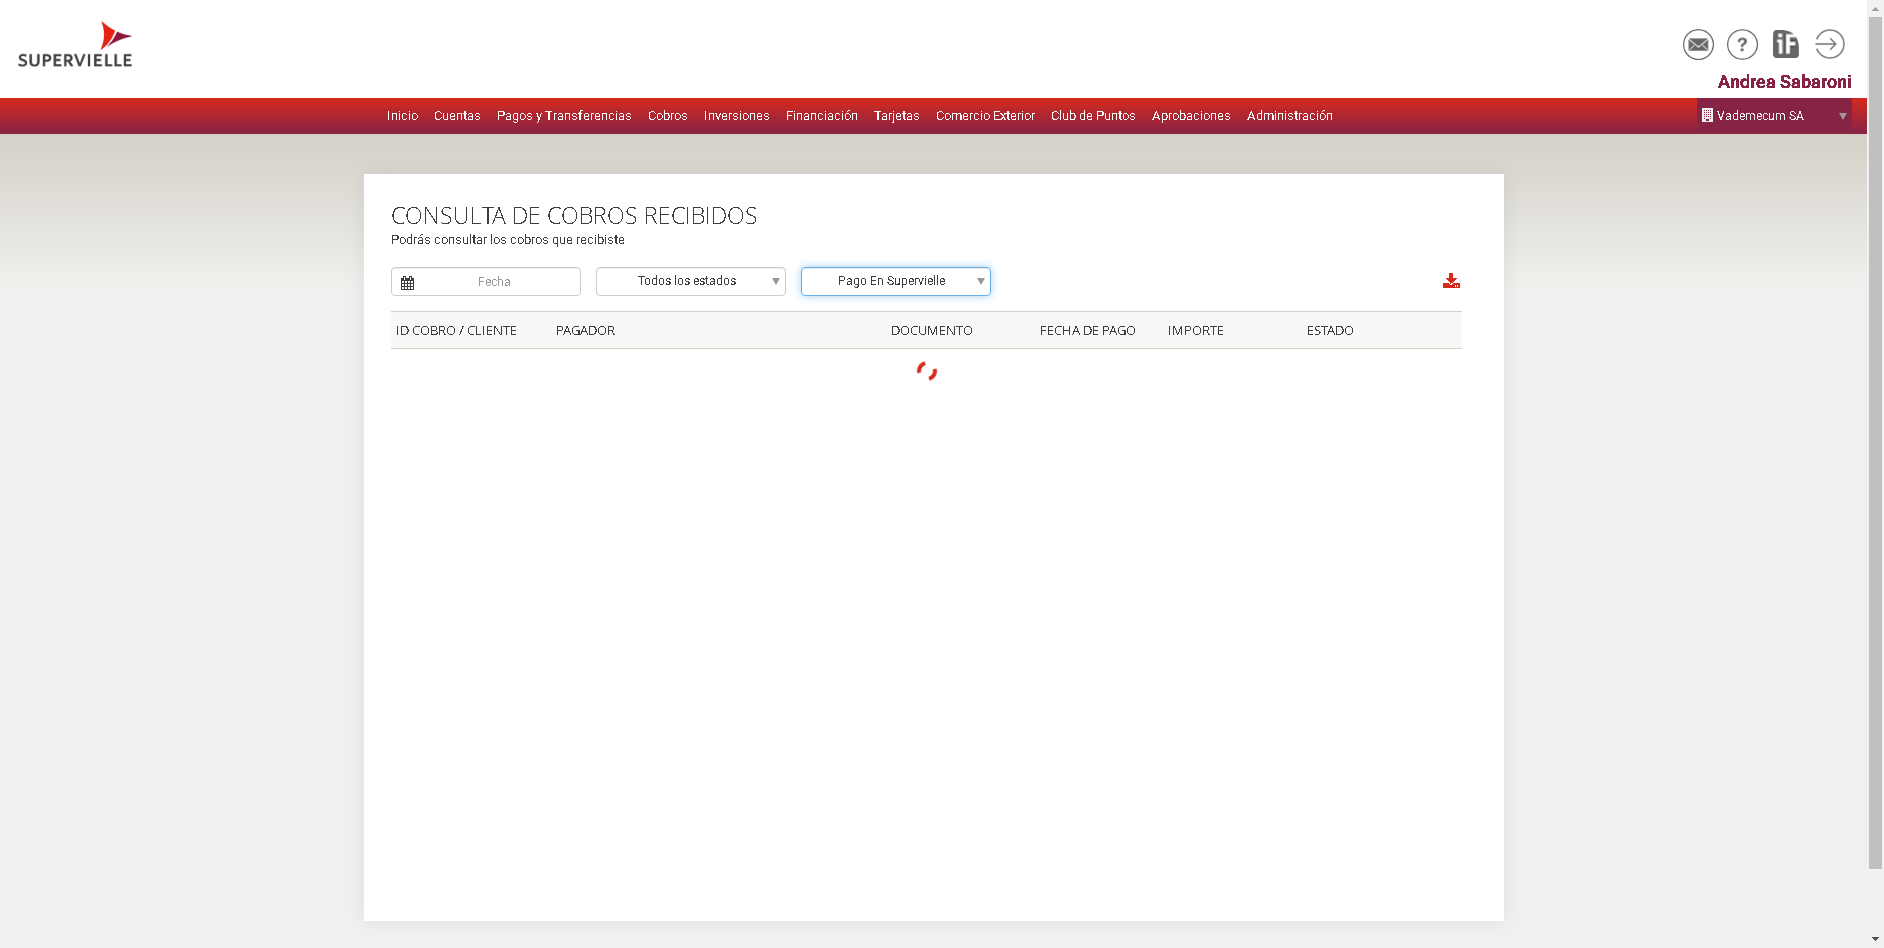 SUPERVIELLE
?
iF
Andrea Sabaroni
Inicio Cuentas Pagos y Transferencias Cobros Inversiones Financiación Tarjetas Comercio Exterior Club de Puntos Aprobaciones Administración Vademecum SA
CONSULTA DE COBROS RECIBIDOS
Podrás consultar los cobros que recibiste
Fecha Todos los estados Pago En Supervielle
ID COBRO / CLIENTE PAGADOR DOCUMENTO FECHA DE PAGO IMPORTE ESTADO